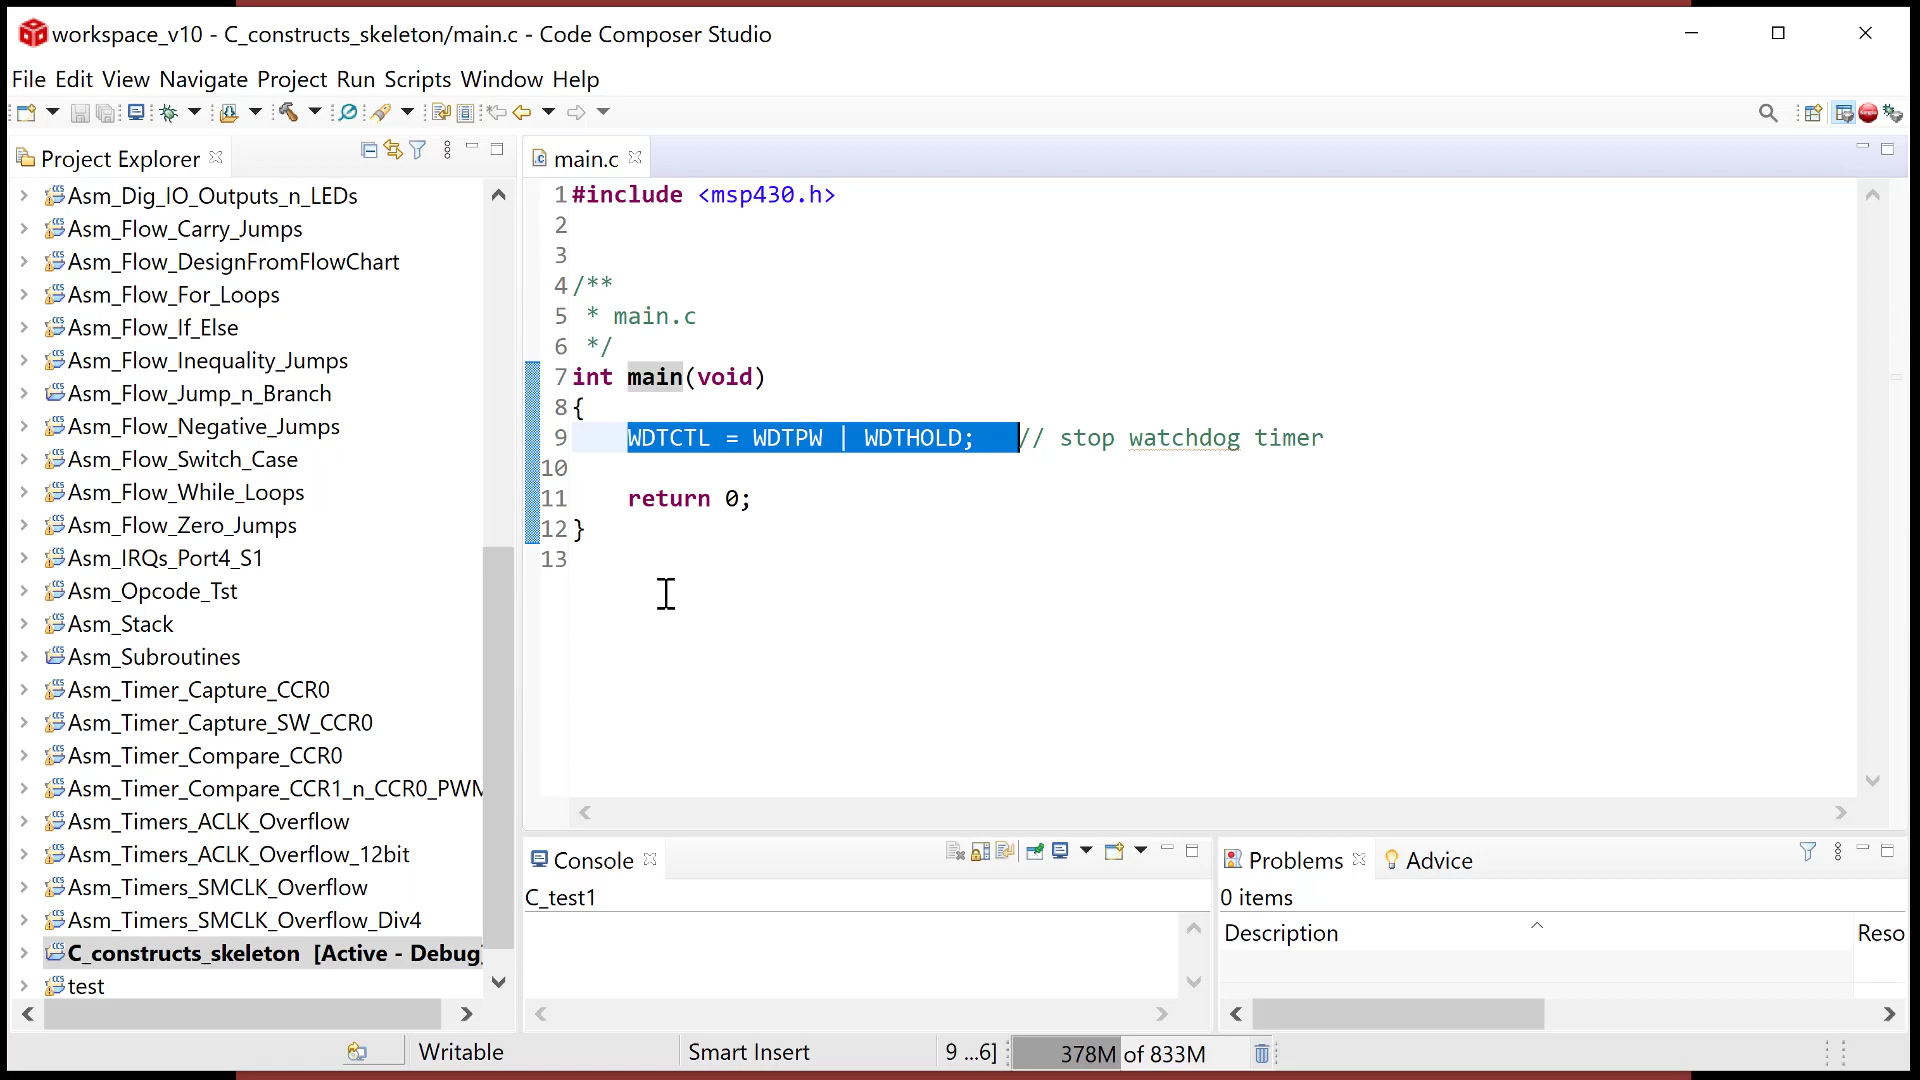 workspace_v10 - C_constructs_skeleton/main.c - Code Composer Studio
File Edit View Navigate Project Run Scripts Window Help
Project Explorer
Asm_Dig_IO_Outputs_n_LEDs
Asm_Flow_Carry_Jumps
Asm_Flow_DesignFromFlowChart
Asm_Flow_For_Loops
Asm_Flow_If_Else
Asm_Flow_Inequality_Jumps
Asm_Flow_Jump_n_Branch
Asm_Flow_Negative_Jumps
Asm_Flow_Switch_Case
Asm_Flow_While_Loops
Asm_Flow_Zero_Jumps
Asm_IRQs_Port4_S1
Asm_Opcode_Tst
Asm_Stack
Asm_Subroutines
Asm_Timer_Capture_CCR0
Asm_Timer_Capture_SW_CCR0
Asm_Timer_Compare_CCR0
Asm_Timer_Compare_CCR1_n_CCR0_PWM
Asm_Timers_ACLK_Overflow
Asm_Timers_ACLK_Overflow_12bit
Asm_Timers_SMCLK_Overflow
Asm_Timers_SMCLK_Overflow_Div4
C_constructs_skeleton [Active - Debug]
test
main.c
1 #include <msp430.h>
2
3
4 /**
5 * main.c
6 */
7 int main(void)
8 {
9 WDTCTL = WDTPW | WDTHOLD; // stop watchdog timer
10
11 return 0;
12 }
13
Console
C_test1
Problems
Advice
0 items
Description
Reso
Writable
Smart Insert
9 ...6]
378M of 833M